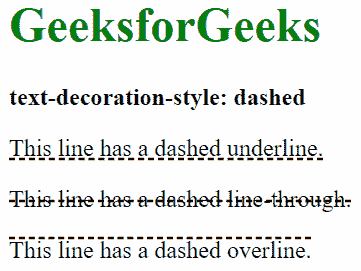 GeeksforGeeks
text-decoration-style: dashed
This line has a dashed underline.
This line has a dashed line-through.
This line has a dashed overline.